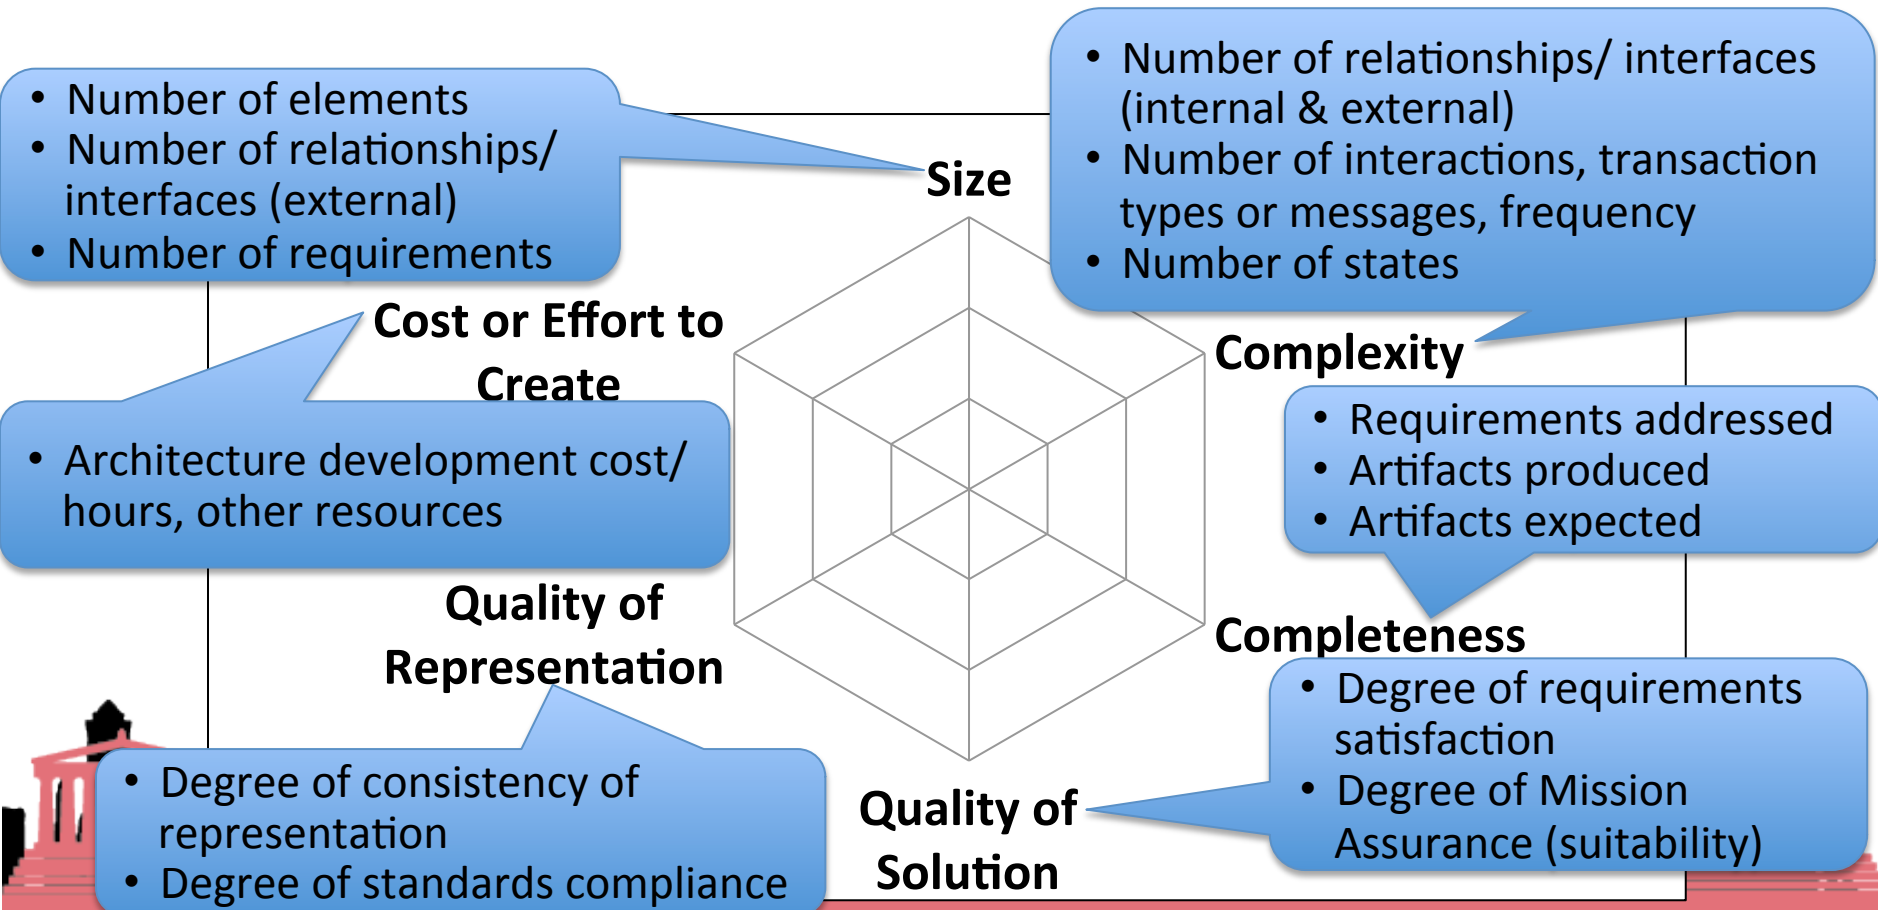 • Number of elements
• Number of relationships/
interfaces (external)
• Number of requirements
• Number of relationships/ interfaces
(internal & external)
• Number of interactions, transaction
types or messages, frequency
• Number of states
Size
Cost or Effort to
Create
Complexity
• Architecture development cost/
hours, other resources
• Requirements addressed
• Artifacts produced
• Artifacts expected
Quality of
Representation
Completeness
• Degree of requirements
satisfaction
• Degree of Mission
Assurance (suitability)
• Degree of consistency of
representation
• Degree of standards compliance
Quality of
Solution